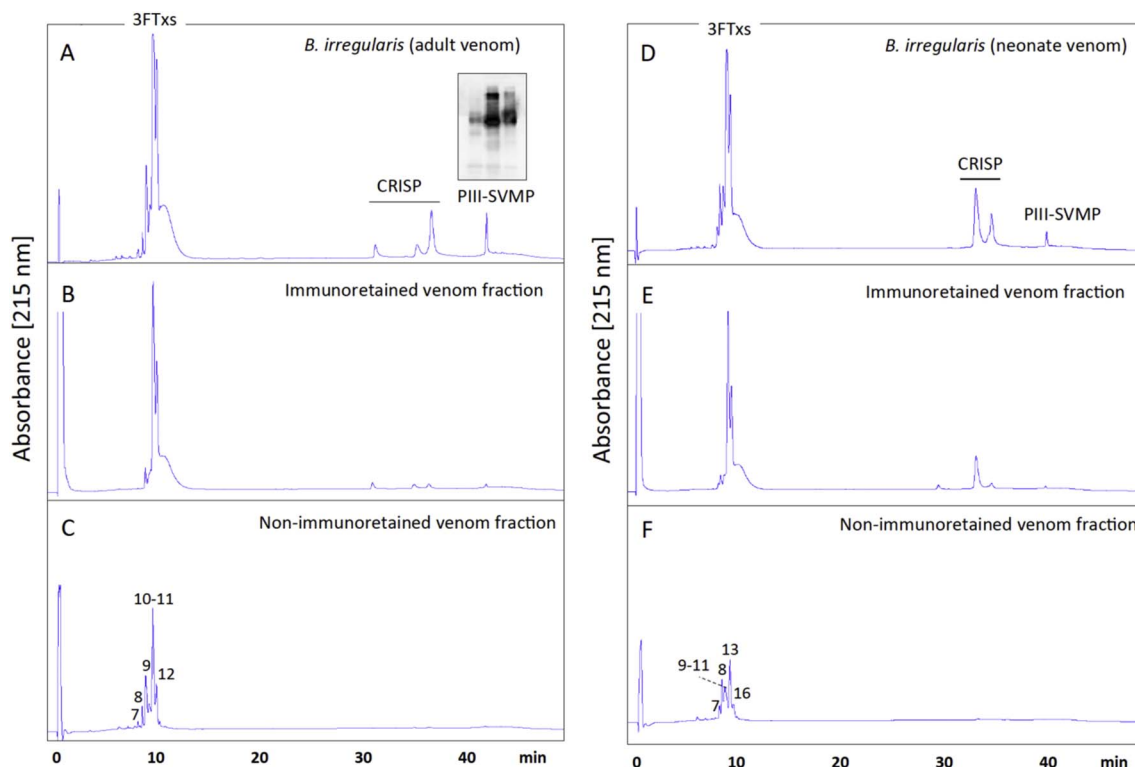 A
3FTxs
B. irregularis (adult venom)
CRISP
PIII-SVMP
B
Immunoretained venom fraction
C
Non-immunoretained venom fraction
10-11
9
12
8
7
0 10 20 30 40 min
Absorbance [215 nm]
D
3FTxs
B. irregularis (neonate venom)
CRISP
PIII-SVMP
E
Immunoretained venom fraction
F
Non-immunoretained venom fraction
13
9-11
8
16
7
0 10 20 30 40 min
Absorbance [215 nm]